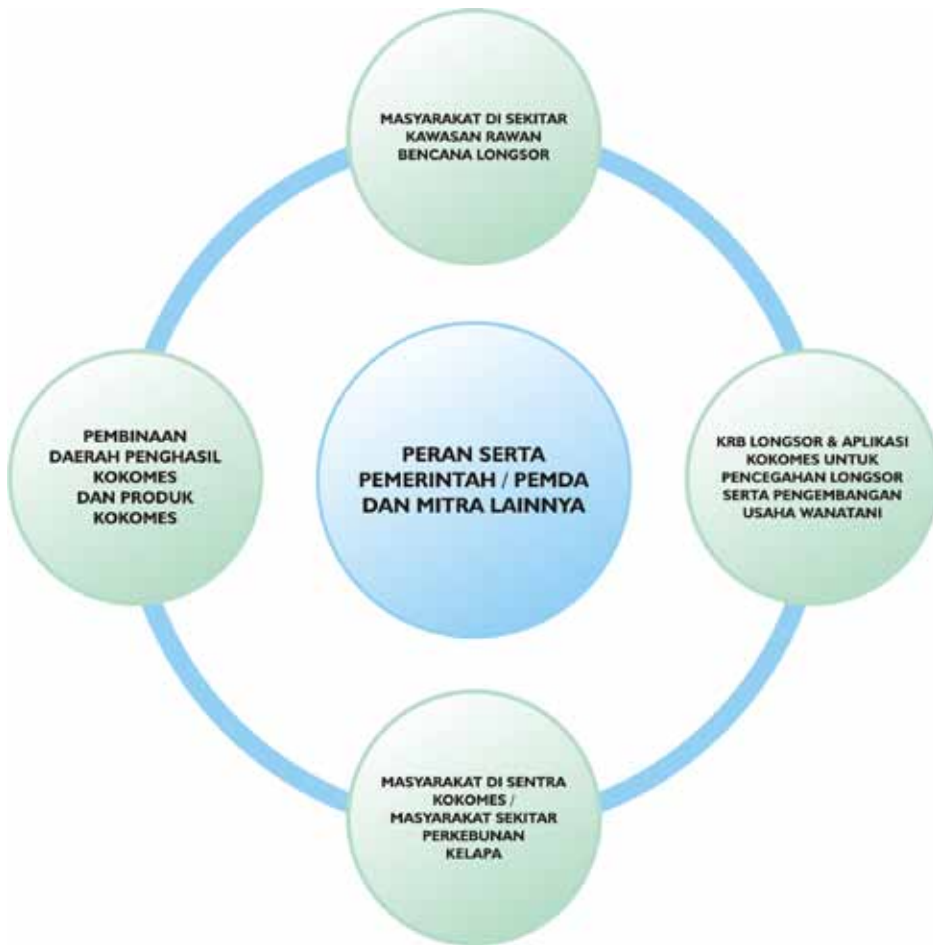 MASYARAKAT DI SEKITAR
KAWASAN RAWAN
BENCANA LONGSOR
PEMBINAAN
DAERAH PENGHASIL
KOKOMES
DAN PRODUK
KOKOMES
PERAN SERTA
PEMERINTAH / PEMDA
DAN MITRA LAINNYA
KRB LONGSOR & APLIKASI
KOKOMES UNTUK
PENCEGAHAN LONGSOR
SERTA PENGEMBANGAN
USAHA WANATANI
MASYARAKAT DI SENTRA
KOKOMES /
MASYARAKAT SEKITAR
PERKEBUNAN
KELAPA